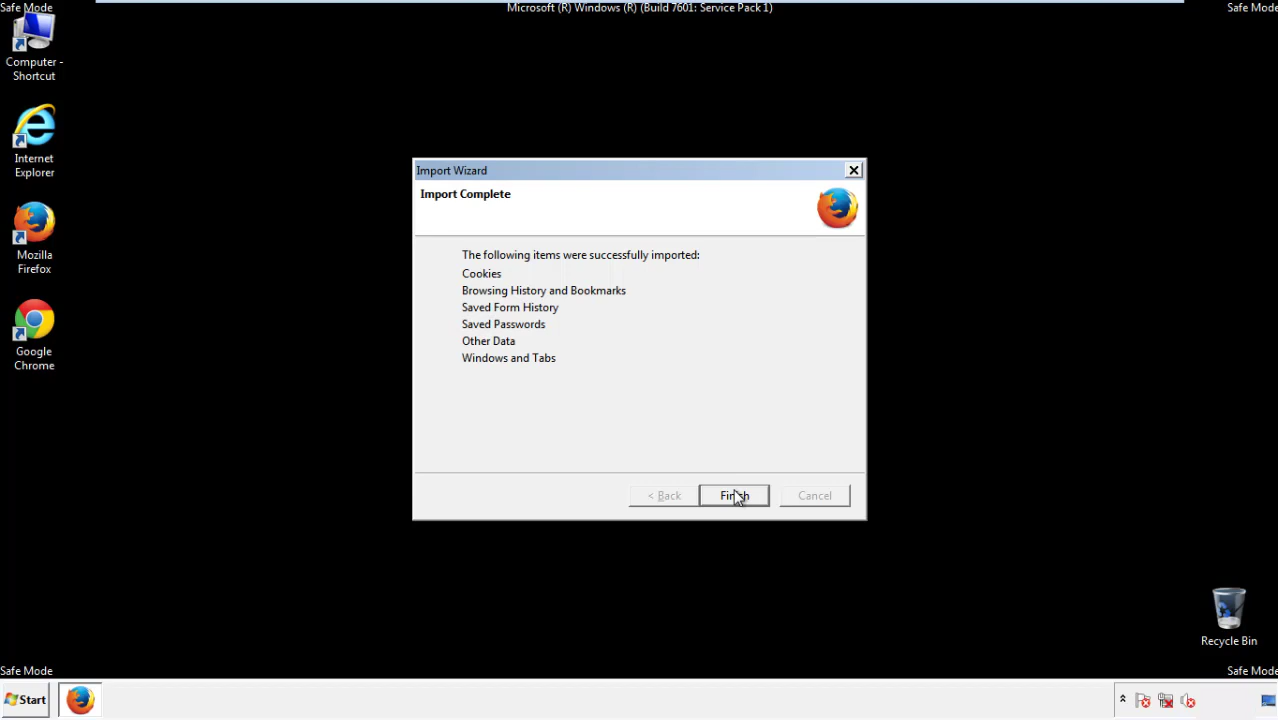 Safe Mode
Microsoft (R) Windows (R) (Build 7601: Service Pack 1)
Safe Mode
Computer -
Shortcut
Internet
Explorer
Mozilla
Firefox
Google
Chrome
Import Wizard
Import Complete
The following items were successfully imported:
Cookies
Browsing History and Bookmarks
Saved Form History
Saved Passwords
Other Data
Windows and Tabs
< Back
Finish
Cancel
Recycle Bin
Safe Mode
Safe Mode
Start